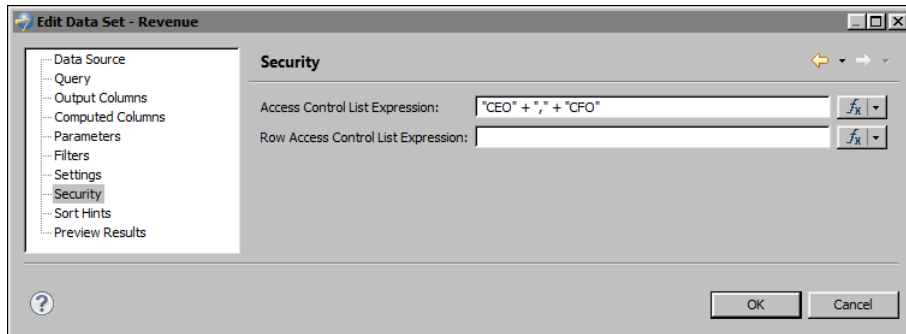 Edit Data Set - Revenue
Data Source
Query
Output Columns
Computed Columns
Parameters
Filters
Settings
Security
Sort Hints
Preview Results
Security
Access Control List Expression: "CEO" + "," + "CFO" fx
Row Access Control List Expression: fx
?
OK Cancel